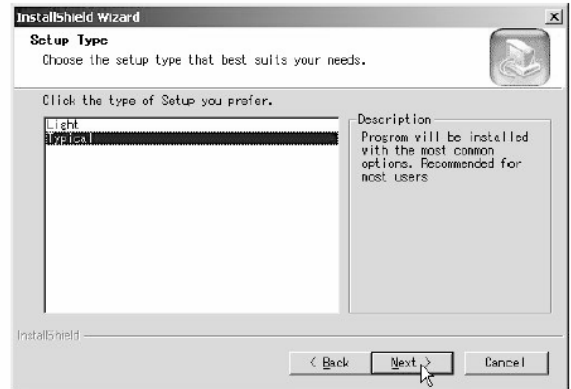 InstallShield Wizard
Setup Type
Choose the setup type that best suits your needs.
Click the type of Setup you prefer.
Light
Typical
Description
Program will be installed
with the most common
options. Recommended for
most users
InstallShield
< Back
Next >
Cancel